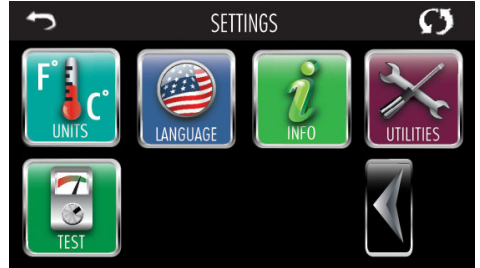 SETTINGS
F° C°
UNITS
LANGUAGE
i
INFO
UTILITIES
TEST